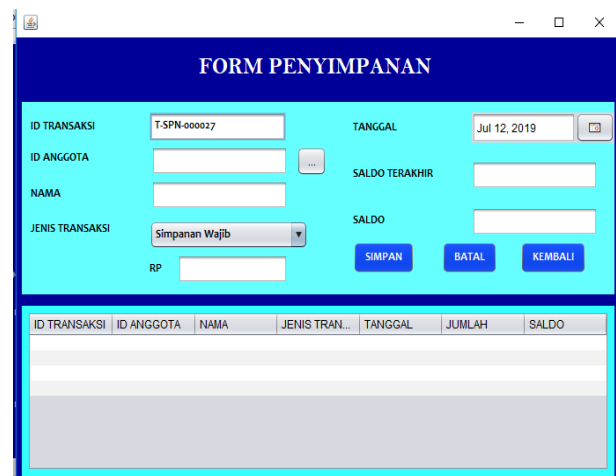 FORM PENYIMPANAN
ID TRANSAKSI T-SPN-000027 TANGGAL Jul 12, 2019
ID ANGGOTA ...
SALDO TERAKHIR
NAMA
SALDO
JENIS TRANSAKSI Simpanan Wajib
SIMPAN BATAL KEMBALI
RP
ID TRANSAKSI ID ANGGOTA NAMA JENIS TRAN... TANGGAL JUMLAH SALDO